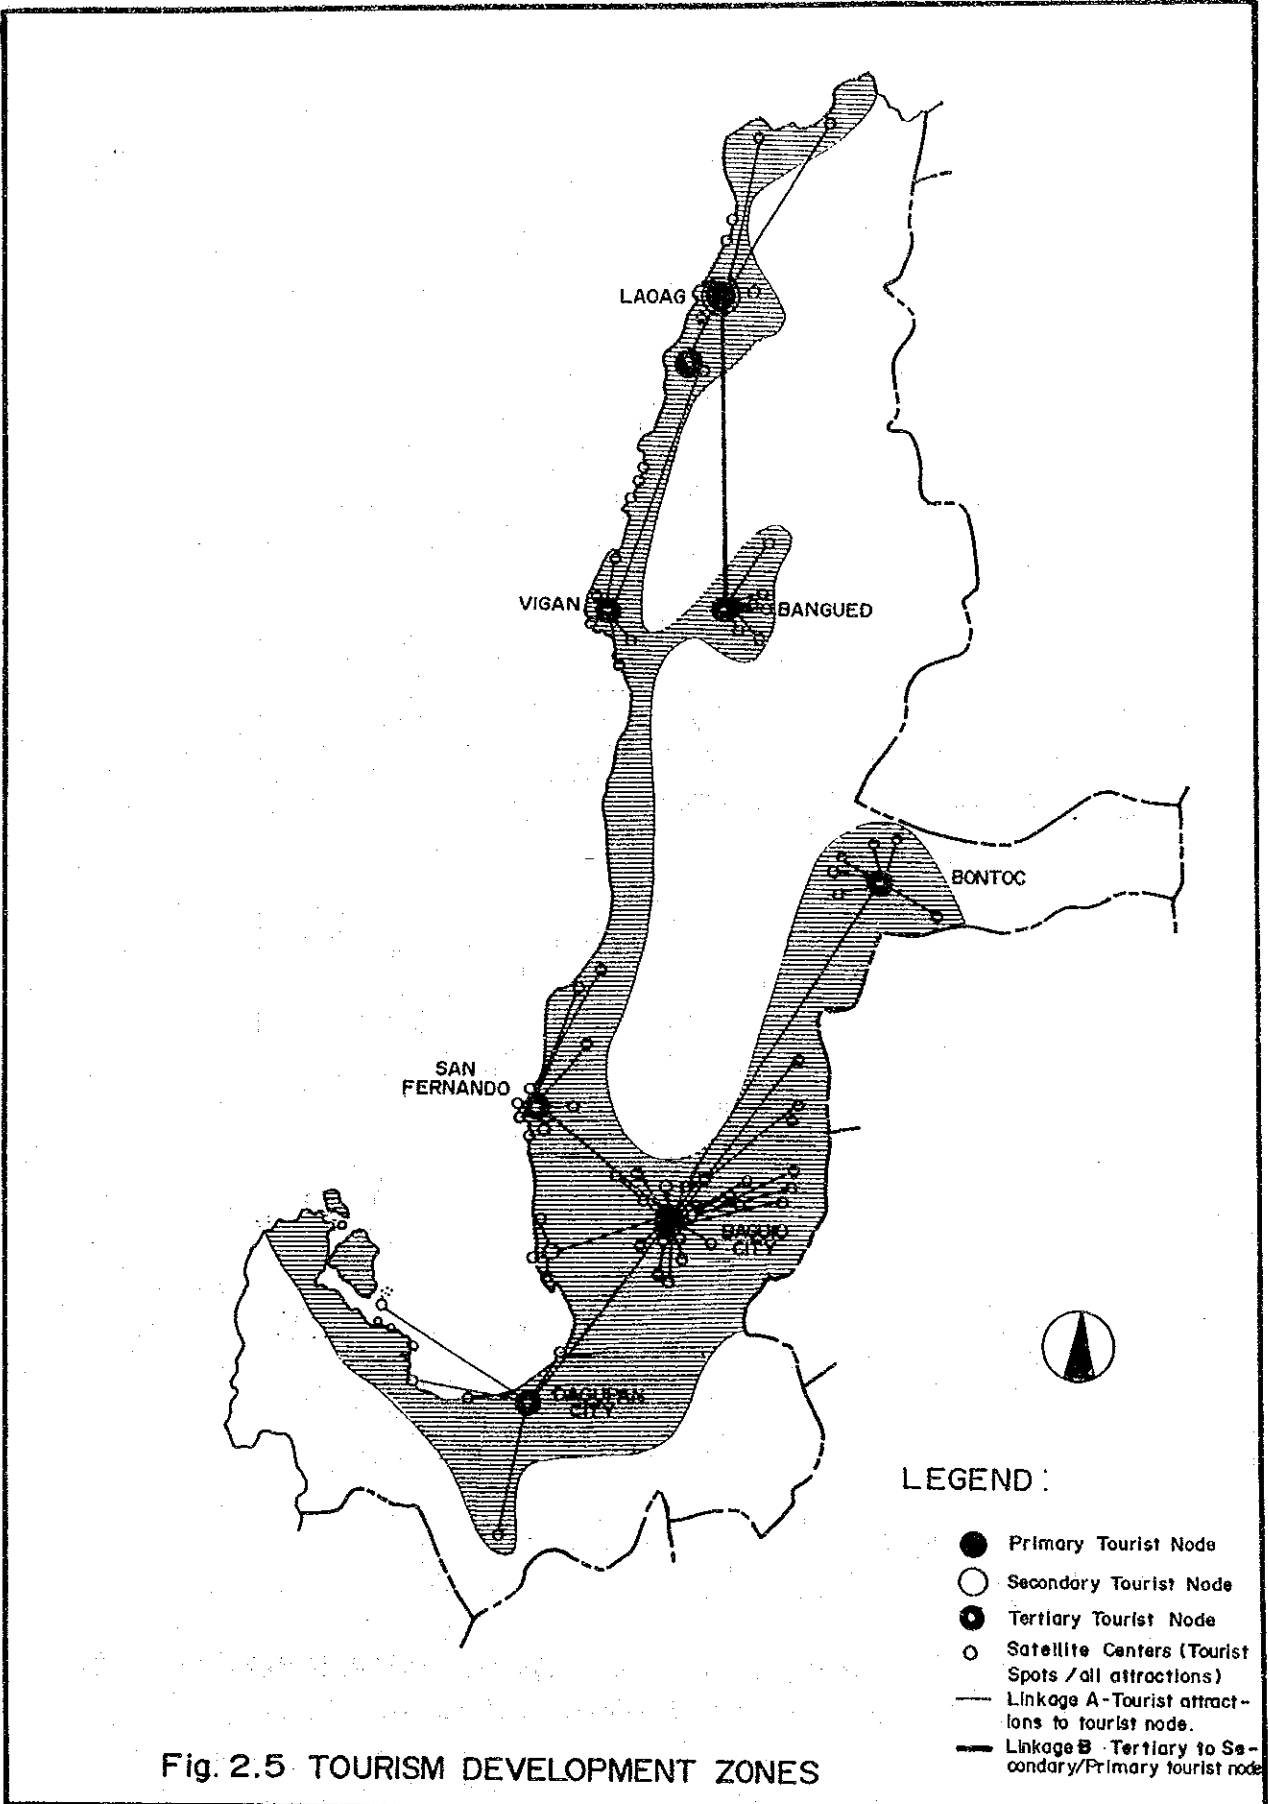 LAOAG
VIGAN
BANGUED
BONTOC
SAN
FERNANDO
BAGUIO
CITY
DAGUPAN
CITY
LEGEND :
Primary Tourist Node
Secondary Tourist Node
Tertiary Tourist Node
Satellite Centers (Tourist
Spots / all attractions)
Linkage A - Tourist attract-
ions to tourist node.
Linkage B - Tertiary to Se-
condary/Primary tourist node
Fig. 2.5 TOURISM DEVELOPMENT ZONES